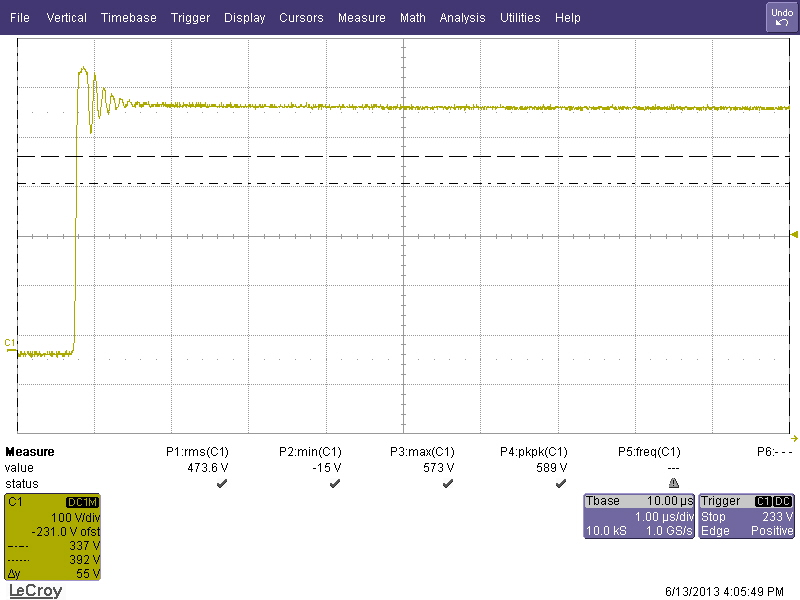 File Vertical Timebase Trigger Display Cursors Measure Math Analysis Utilities Help Undo
C1
Measure P1:rms(C1) P2:min(C1) P3:max(C1) P4:pkpk(C1) P5:freq(C1) P6:- - -
value 473.6 V -15 V 573 V 589 V ---
status
C1 DC1M
100 V/div
-231.0 V ofst
337 V
392 V
Δy 55 V
Tbase 10.00 µs
1.00 µs/div
10.0 kS 1.0 GS/s
Trigger C1 DC
Stop 233 V
Edge Positive
LeCroy
6/13/2013 4:05:49 PM